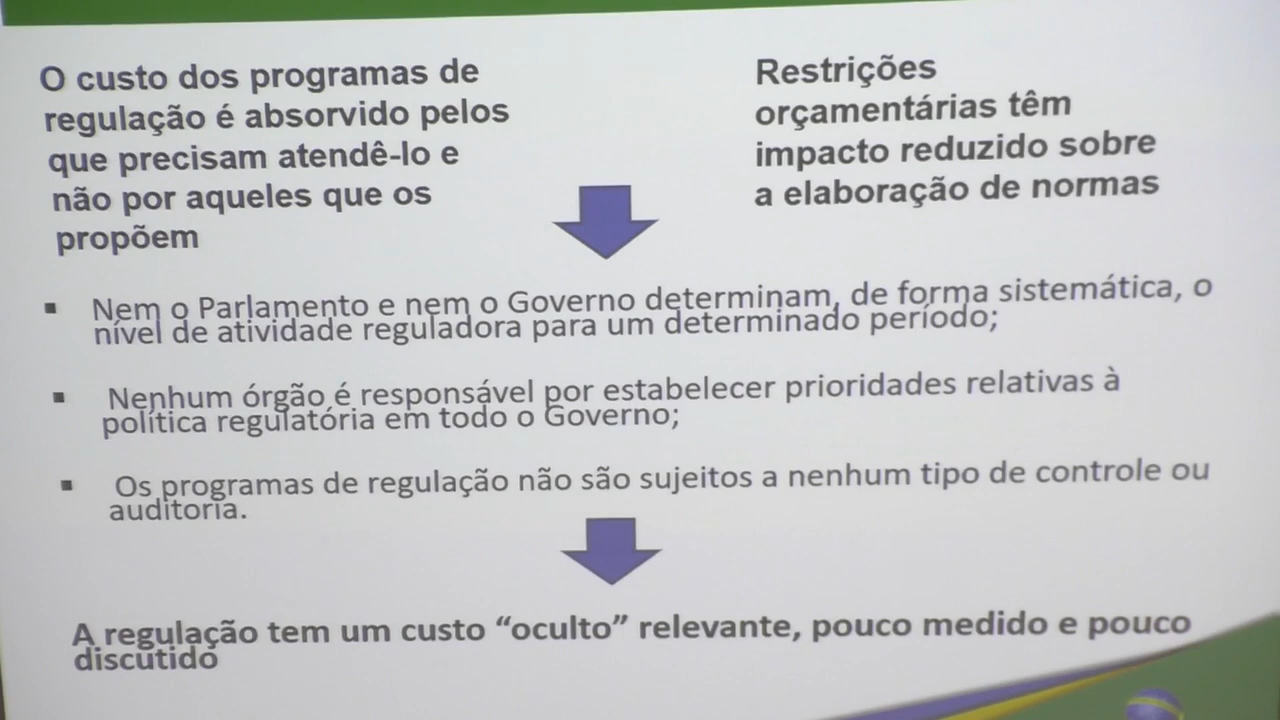 O custo dos programas de
regulação é absorvido pelos
que precisam atendê-lo e
não por aqueles que os
propõem
Restrições
orçamentárias têm
impacto reduzido sobre
a elaboração de normas
▪ Nem o Parlamento e nem o Governo determinam, de forma sistemática, o
nível de atividade reguladora para um determinado período;
▪ Nenhum órgão é responsável por estabelecer prioridades relativas à
política regulatória em todo o Governo;
▪ Os programas de regulação não são sujeitos a nenhum tipo de controle ou
auditoria.
A regulação tem um custo “oculto” relevante, pouco medido e pouco
discutido